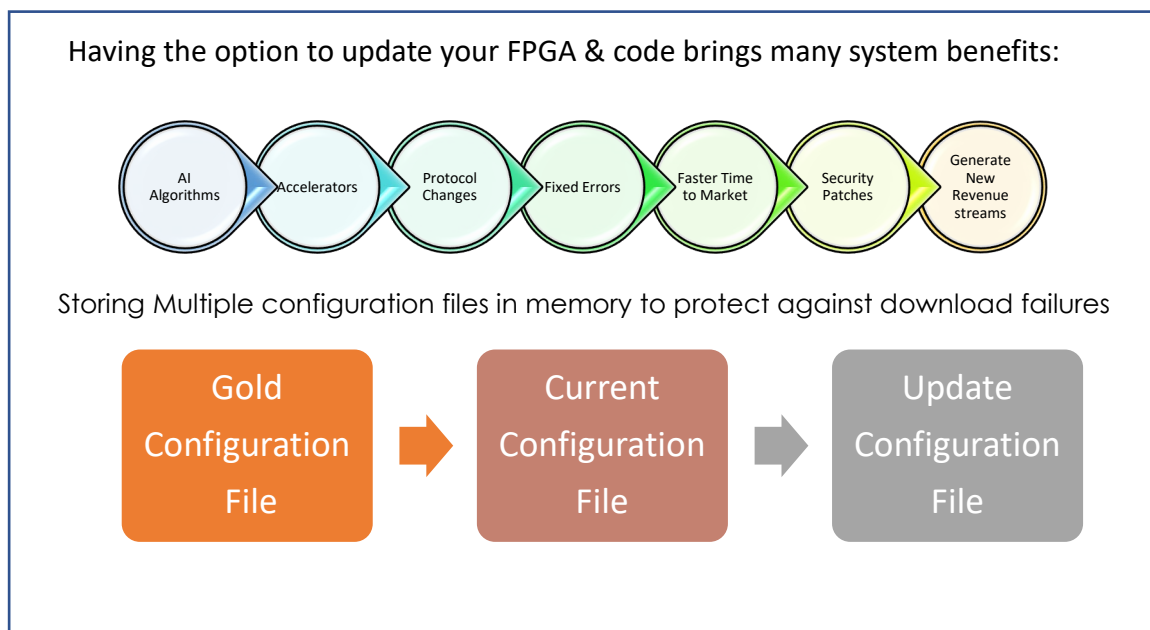 Having the option to update your FPGA & code brings many system benefits:
AI
Algorithms
Accelerators
Protocol
Changes
Fixed Errors
Faster Time
to Market
Security
Patches
Generate
New
Revenue
streams
Storing Multiple configuration files in memory to protect against download failures
Gold
Configuration
File
Current
Configuration
File
Update
Configuration
File